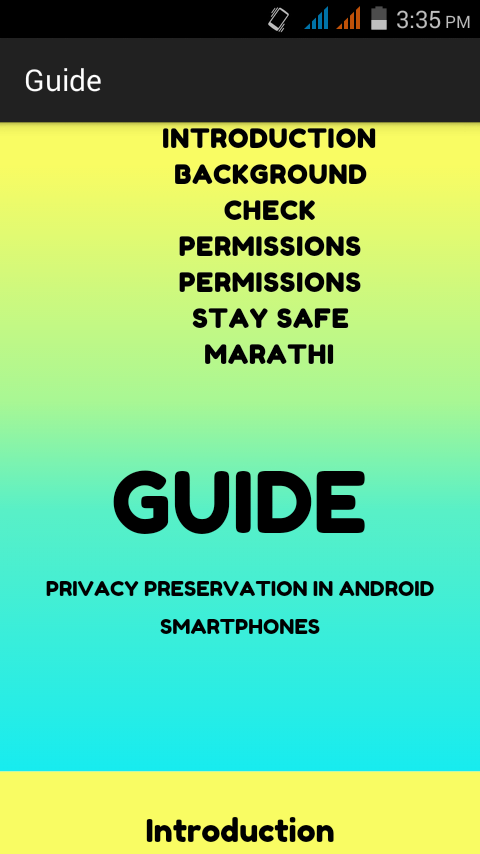 3:35 PM
Guide
INTRODUCTION
BACKGROUND
CHECK
PERMISSIONS
PERMISSIONS
STAY SAFE
MARATHI
GUIDE
PRIVACY PRESERVATION IN ANDROID
SMARTPHONES
Introduction